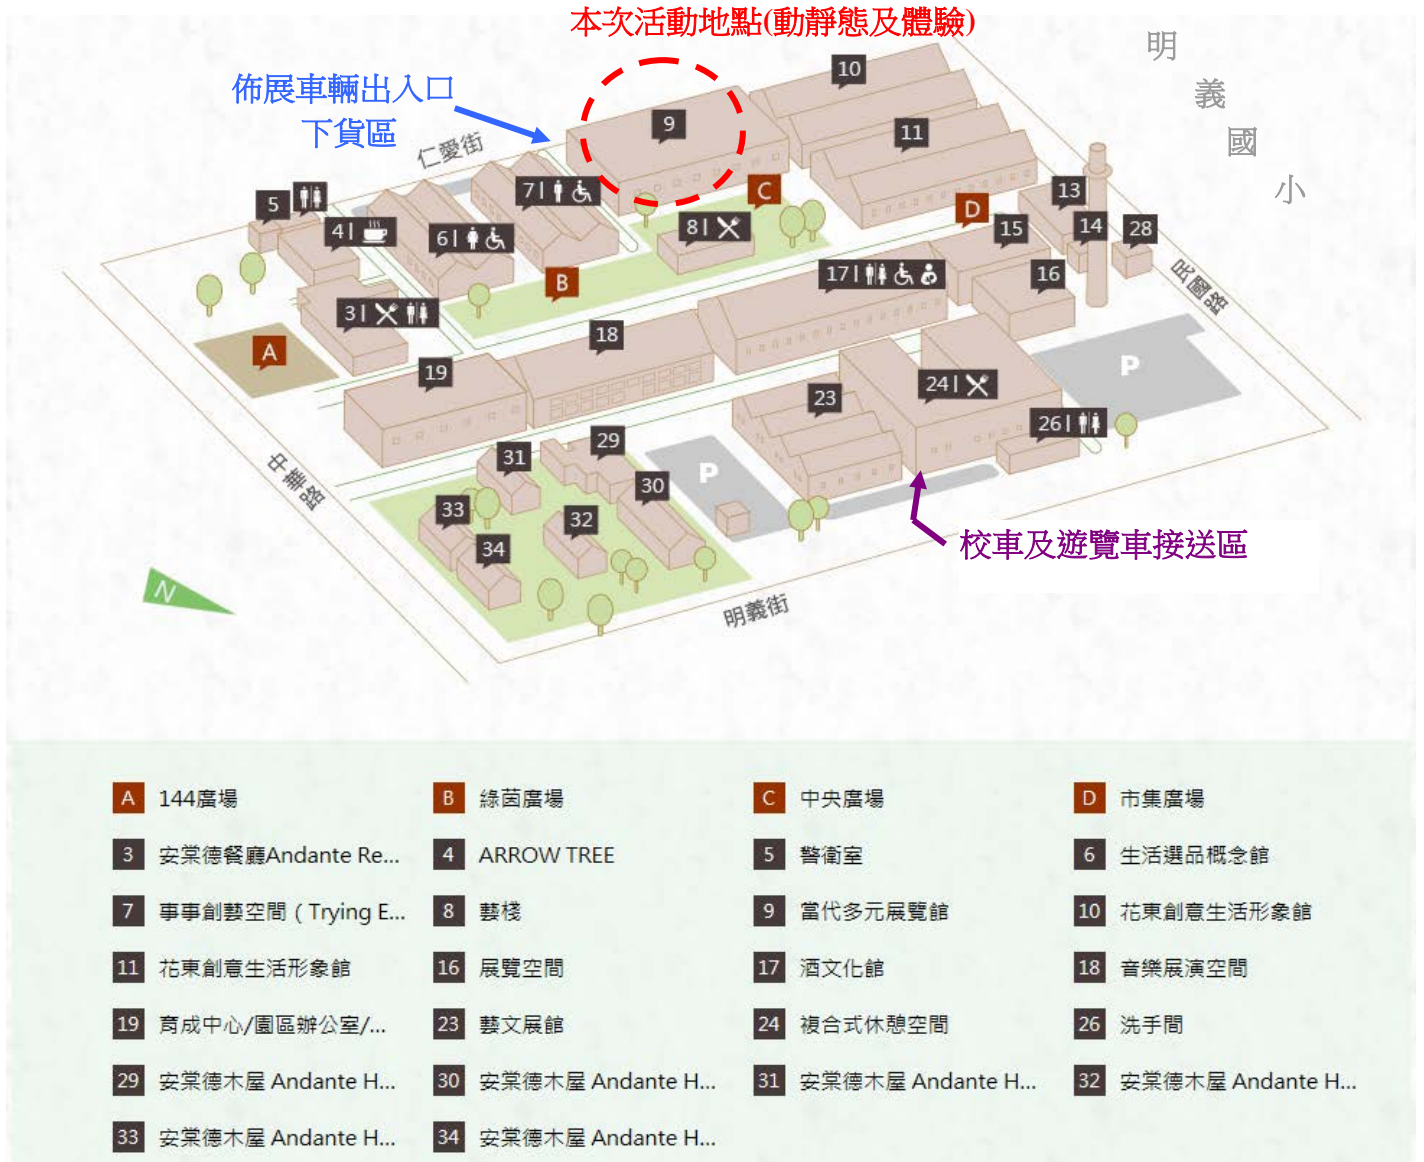 本次活動地點(動靜態及體驗)
佈展車輛出入口
下貨區
明
義
國
小
仁愛街
10
9
11
C
D
5
7|
13
4|
6|
8|
15
14
28
B
17|
16
3|
18
A
19
P
24|
23
26|
中華路
民國路
31
29
P
30
33
32
34
校車及遊覽車接送區
N
明義街
A 144廣場
B 綠茵廣場
C 中央廣場
D 市集廣場
3 安棠德餐廳Andante Re...
4 ARROW TREE
5 警衛室
6 生活選品概念館
7 事事創藝空間（Trying E...
8 藝棧
9 當代多元展覽館
10 花東創意生活形象館
11 花東創意生活形象館
16 展覽空間
17 酒文化館
18 音樂展演空間
19 育成中心/園區辦公室/...
23 藝文展館
24 複合式休憩空間
26 洗手間
29 安棠德木屋 Andante H...
30 安棠德木屋 Andante H...
31 安棠德木屋 Andante H...
32 安棠德木屋 Andante H...
33 安棠德木屋 Andante H...
34 安棠德木屋 Andante H...